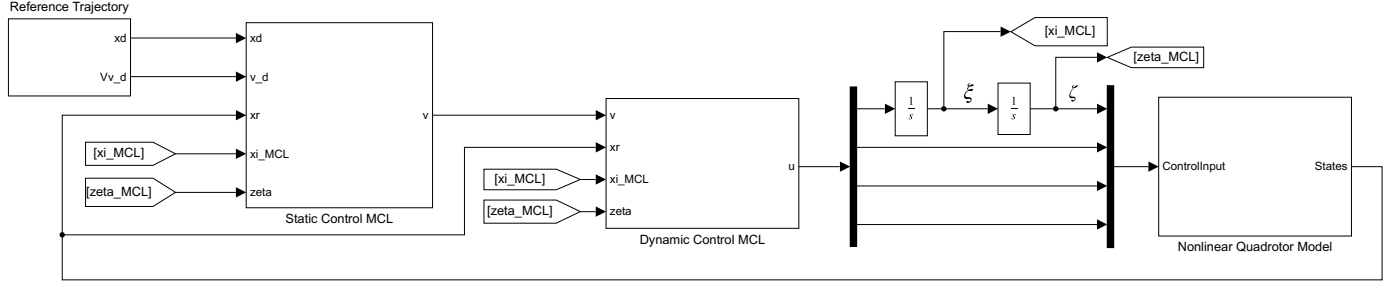 Reference Trajectory
xd
Vv_d
xd
v_d
xr
xi_MCL
zeta
v
Static Control MCL
[xi_MCL]
[zeta_MCL]
v
xr
xi_MCL
zeta
u
Dynamic Control MCL
[xi_MCL]
[zeta_MCL]
1
s
ξ
1
s
ζ
[xi_MCL]
[zeta_MCL]
ControlInput
States
Nonlinear Quadrotor Model